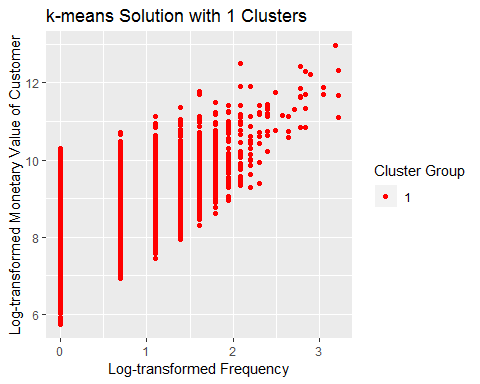 k-means Solution with 1 Clusters
Log-transformed Monetary Value of Customer
12
10
8
6
0
1
2
3
Log-transformed Frequency
Cluster Group
1